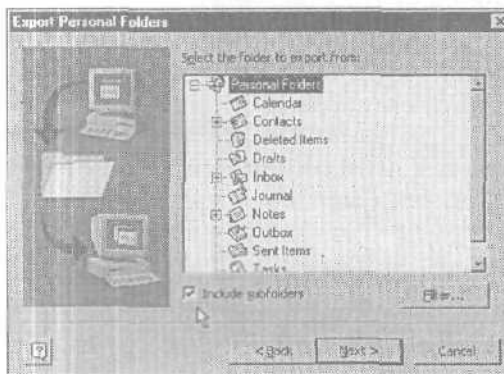 Export Personal Folders
Select the folder to export from:
Personal Folders
Calendar
Contacts
Deleted Items
Drafts
Inbox
Journal
Notes
Outbox
Sent Items
Tasks
Include subfolders
Filter...
< Back
Next >
Cancel